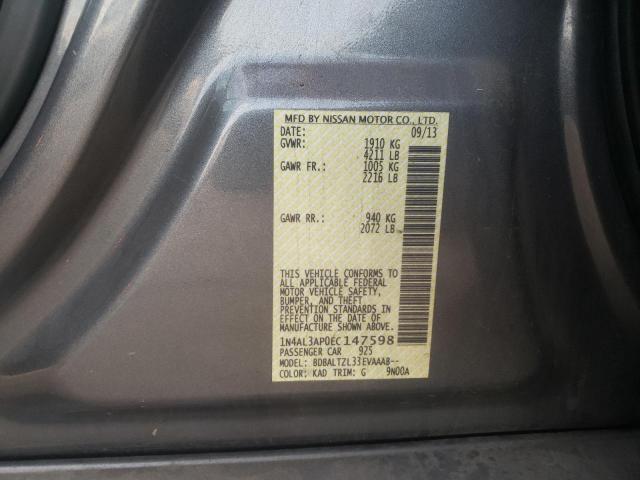 MFD BY NISSAN MOTOR CO., LTD.
DATE: 09/13
GVWR: 1910 KG
4211 LB
GAWR FR.: 1005 KG
2216 LB
GAWR RR.: 940 KG
2072 LB
THIS VEHICLE CONFORMS TO
ALL APPLICABLE FEDERAL
MOTOR VEHICLE SAFETY,
BUMPER, AND THEFT
PREVENTION STANDARDS IN
EFFECT ON THE DATE OF
MANUFACTURE SHOWN ABOVE.
1N4AL3AP0EC147598
PASSENGER CAR 925
MODEL: BDBALTZL33EVAAAB--
COLOR: KAD TRIM: G 9N00A